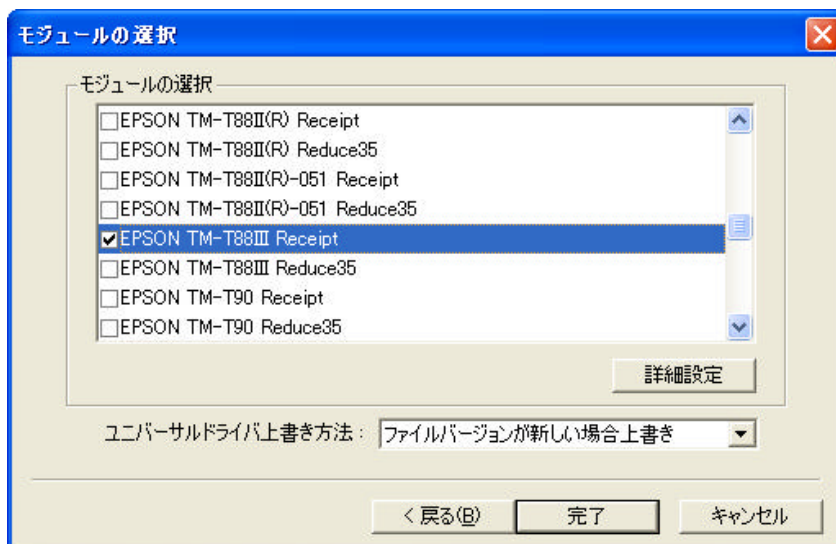 モジュールの選択
モジュールの選択
EPSON TM-T88II(R) Receipt
EPSON TM-T88II(R) Reduce35
EPSON TM-T88II(R)-051 Receipt
EPSON TM-T88II(R)-051 Reduce35
EPSON TM-T88III Receipt
EPSON TM-T88III Reduce35
EPSON TM-T90 Receipt
EPSON TM-T90 Reduce35
詳細設定
ユニバーサルドライバ上書き方法： ファイルバージョンが新しい場合上書き
< 戻る(B) 完了 キャンセル